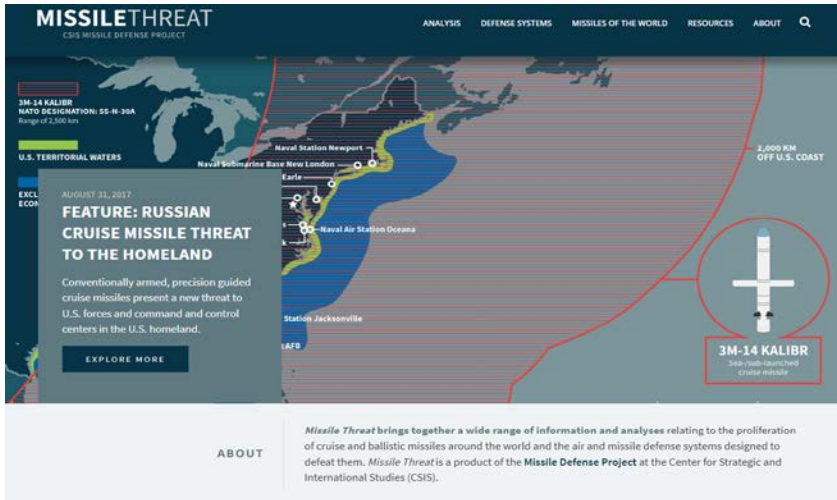 MISSILETHREAT
CSIS MISSILE DEFENSE PROJECT
ANALYSIS DEFENSE SYSTEMS MISSILES OF THE WORLD RESOURCES ABOUT
3M-14 KALIBR
NATO DESIGNATION: SS-N-30A
Range of 2,500 km
U.S. TERRITORIAL WATERS
EXCL
ECON
Naval Station Newport
Naval Submarine Base New London
Earle
Naval Air Station Oceana
Station Jacksonville
AFB
2,000 KM
OFF U.S. COAST
AUGUST 31, 2017
FEATURE: RUSSIAN
CRUISE MISSILE THREAT
TO THE HOMELAND
Conventionally armed, precision guided
cruise missiles present a new threat to
U.S. forces and command and control
centers in the U.S. homeland.
EXPLORE MORE
3M-14 KALIBR
Sea-/sub-launched
cruise missile
ABOUT
Missile Threat brings together a wide range of information and analyses relating to the proliferation
of cruise and ballistic missiles around the world and the air and missile defense systems designed to
defeat them. Missile Threat is a product of the Missile Defense Project at the Center for Strategic and
International Studies (CSIS).